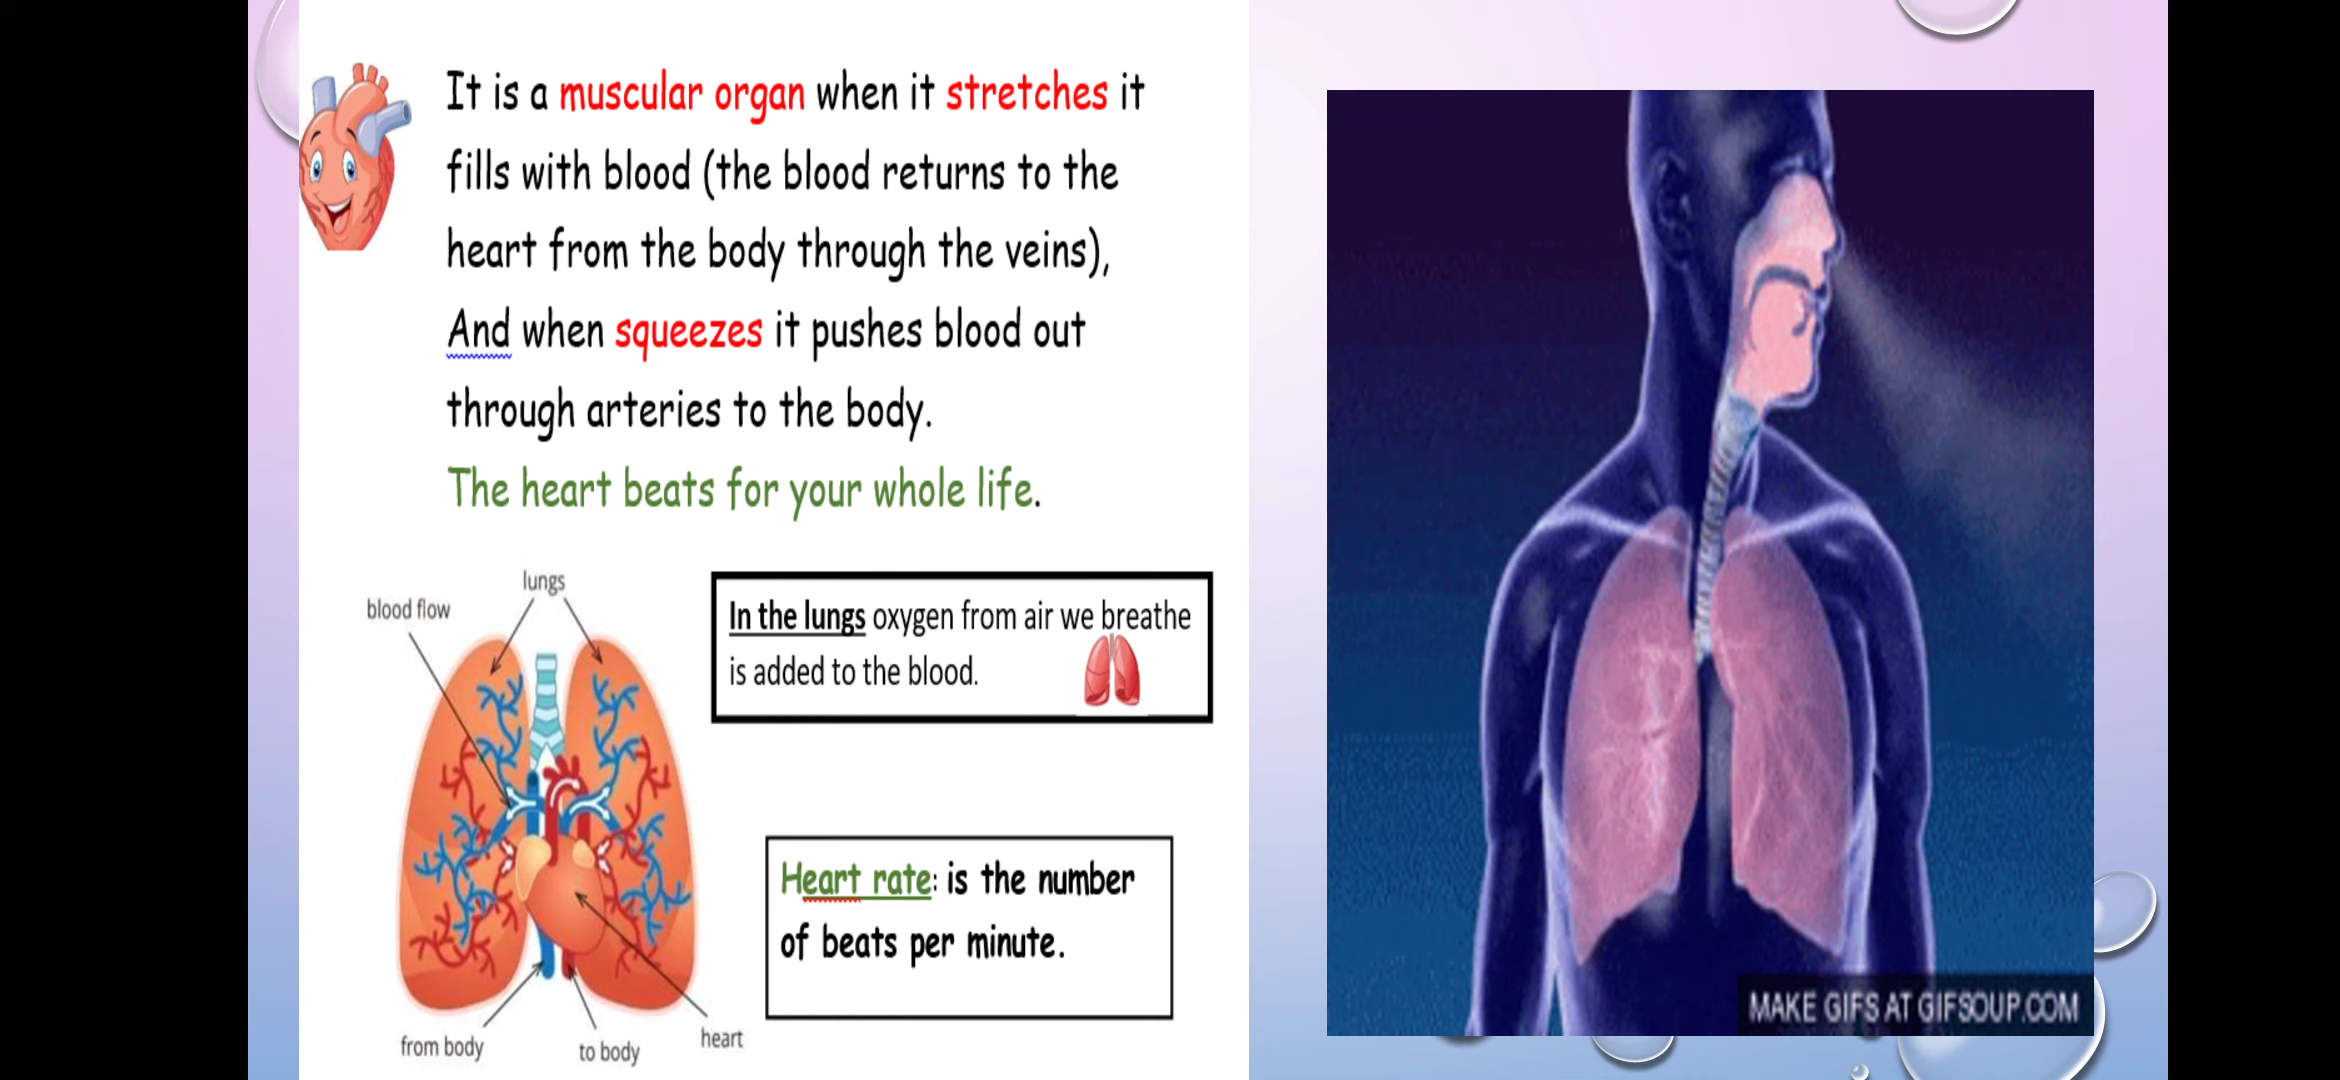 It is a muscular organ when it stretches it
fills with blood (the blood returns to the
heart from the body through the veins),
And when squeezes it pushes blood out
through arteries to the body.
The heart beats for your whole life.
lungs
blood flow
In the lungs oxygen from air we breathe
is added to the blood.
Heart rate: is the number
of beats per minute.
from body
to body
heart
MAKE GIFS AT GIFSOUP.COM